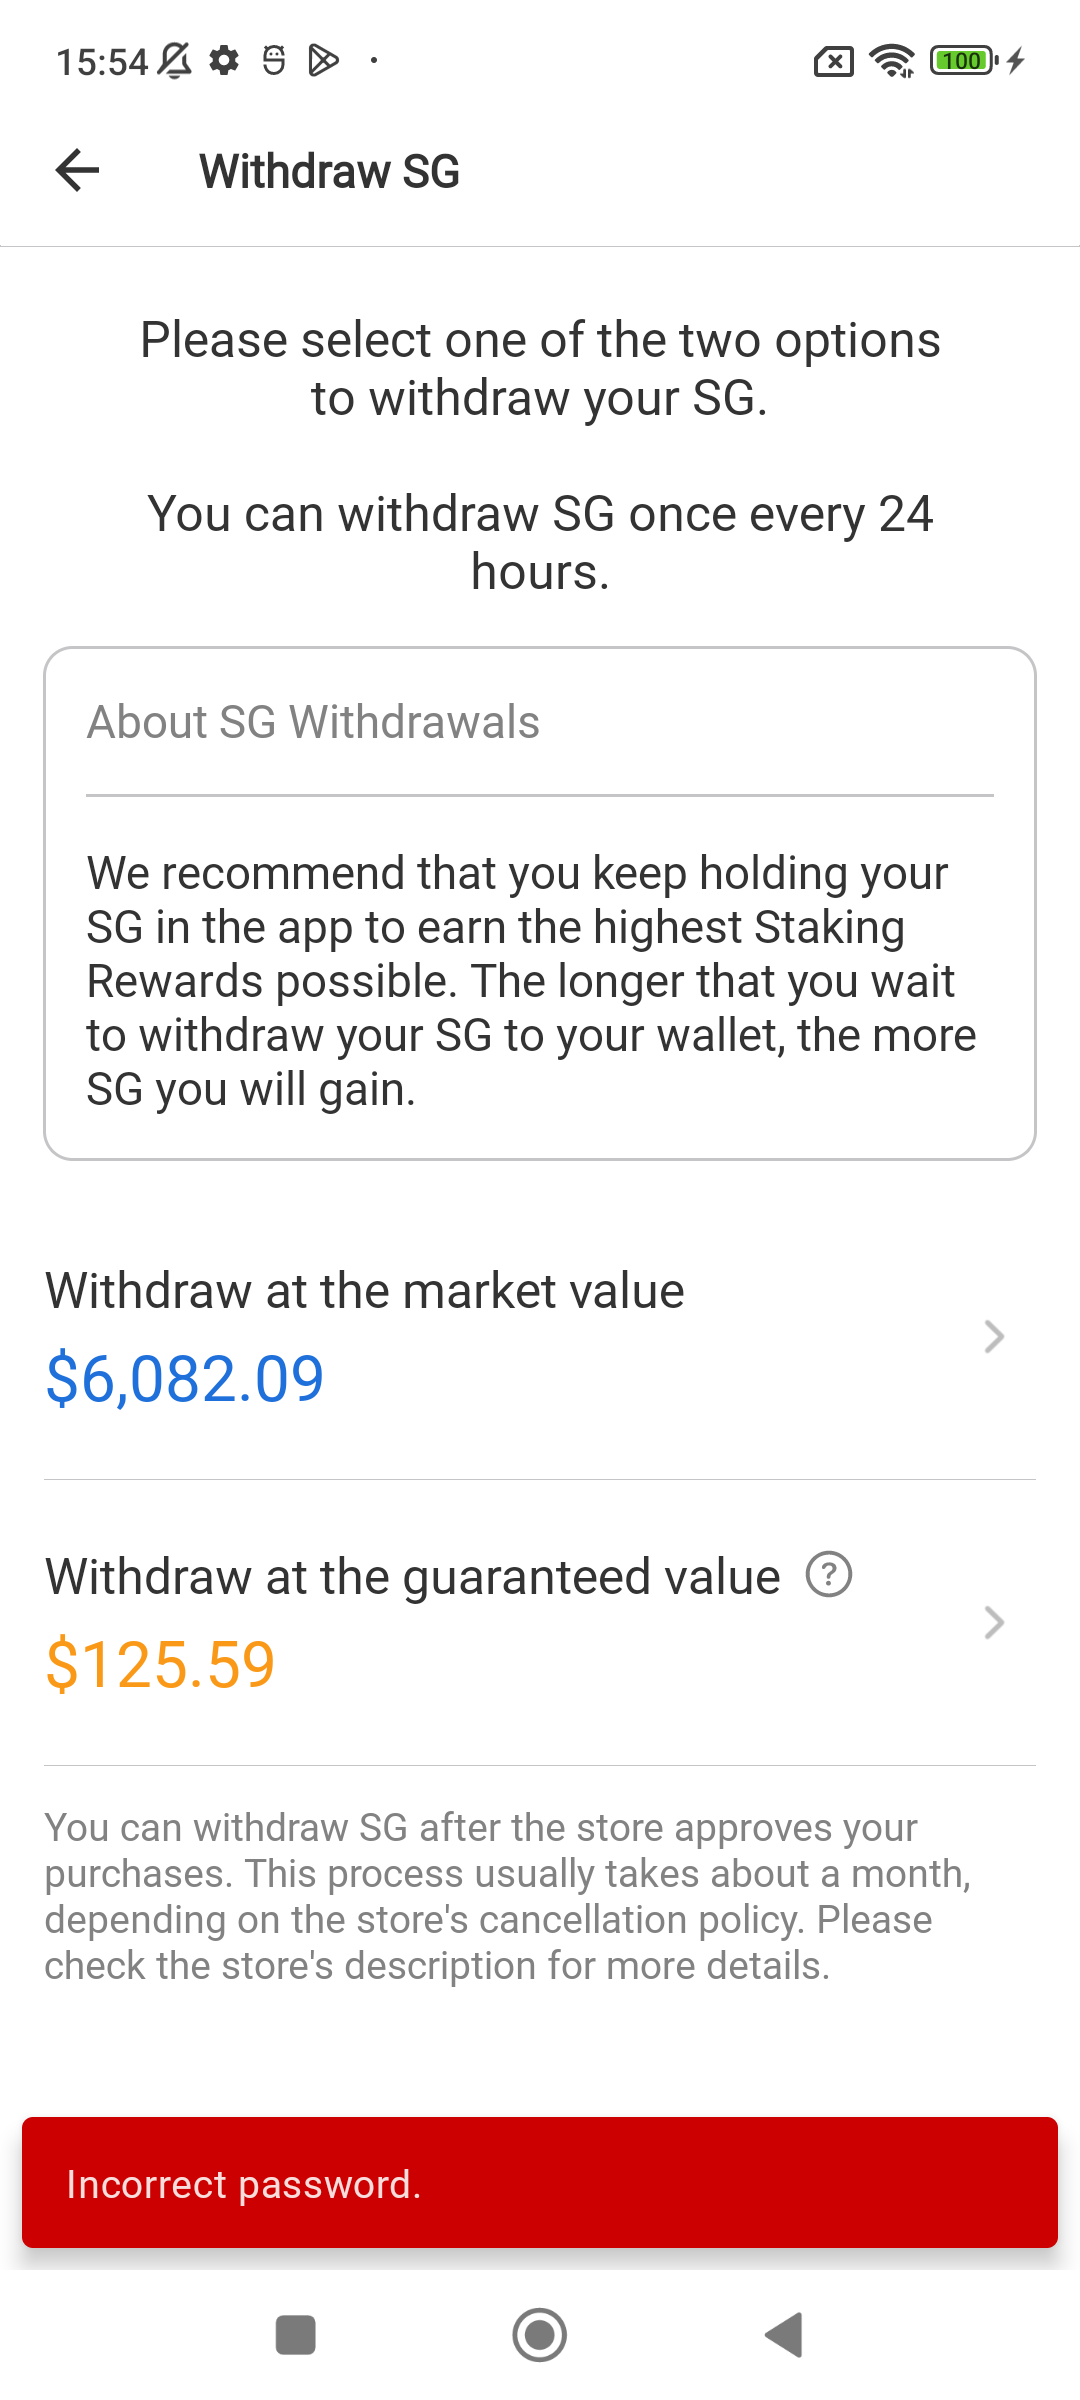 15:54
100
Withdraw SG
Please select one of the two options
to withdraw your SG.
You can withdraw SG once every 24
hours.
About SG Withdrawals
We recommend that you keep holding your
SG in the app to earn the highest Staking
Rewards possible. The longer that you wait
to withdraw your SG to your wallet, the more
SG you will gain.
Withdraw at the market value
$6,082.09
Withdraw at the guaranteed value ?
$125.59
You can withdraw SG after the store approves your
purchases. This process usually takes about a month,
depending on the store's cancellation policy. Please
check the store's description for more details.
Incorrect password.